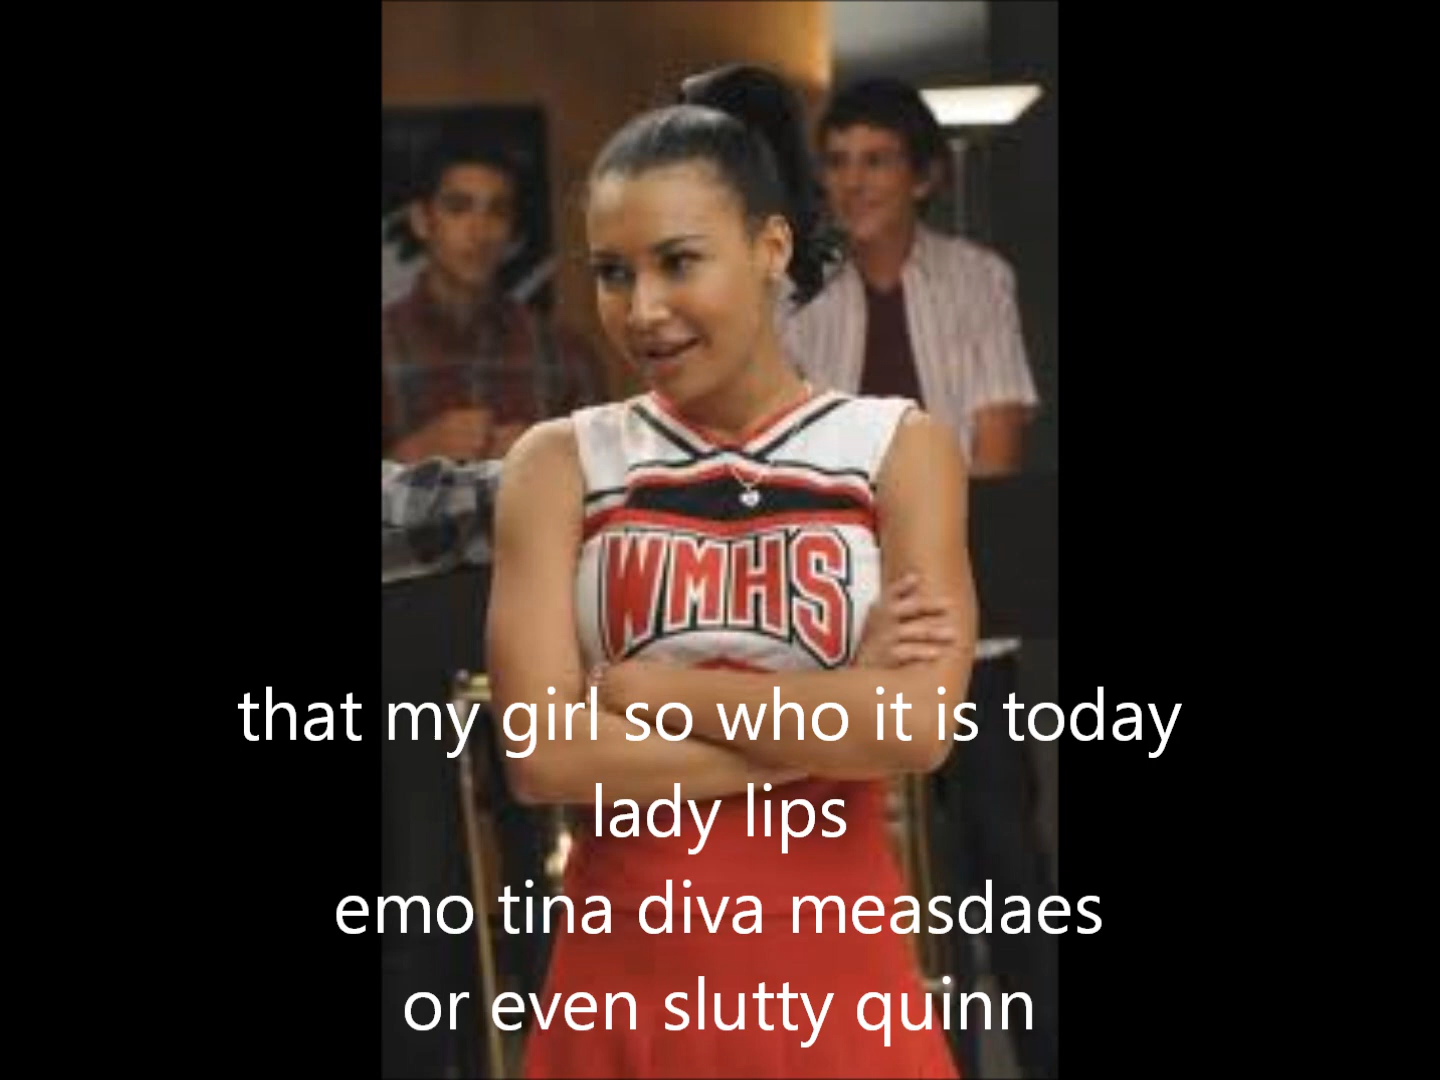 WMHS
that my girl so who it is today
lady lips
emo tina diva measdaes
or even slutty quinn